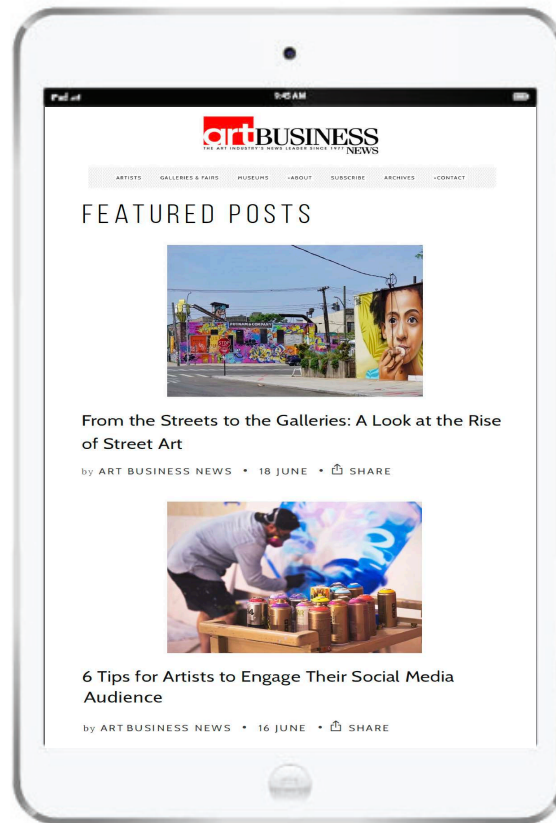 iPad
9:45 AM
art BUSINESS
NEWS
THE ART INDUSTRY'S NEWS LEADER SINCE 1977
ARTISTS GALLERIES & FAIRS MUSEUMS +ABOUT SUBSCRIBE ARCHIVES +CONTACT
FEATURED POSTS
STOP
From the Streets to the Galleries: A Look at the Rise
of Street Art
by ART BUSINESS NEWS • 18 JUNE • SHARE
6 Tips for Artists to Engage Their Social Media
Audience
by ART BUSINESS NEWS • 16 JUNE • SHARE